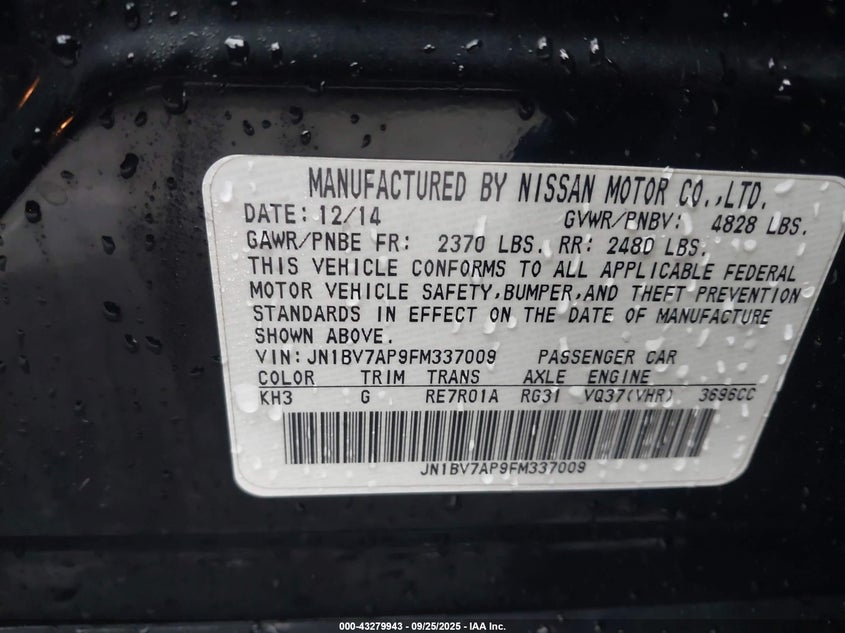 MANUFACTURED BY NISSAN MOTOR CO.,LTD.
DATE: 12/14 GVWR/PNBV: 4828 LBS.
GAWR/PNBE FR: 2370 LBS. RR: 2480 LBS.
THIS VEHICLE CONFORMS TO ALL APPLICABLE FEDERAL
MOTOR VEHICLE SAFETY,BUMPER,AND THEFT PREVENTION
STANDARDS IN EFFECT ON THE DATE OF MANUFACTURE
SHOWN ABOVE.
VIN: JN1BV7AP9FM337009 PASSENGER CAR
COLOR TRIM TRANS AXLE ENGINE
KH3 G RE7R01A RG31 VQ37(VHR) 3696CC
JN1BV7AP9FM337009
000-43279943 - 09/25/2025 - IAA Inc.